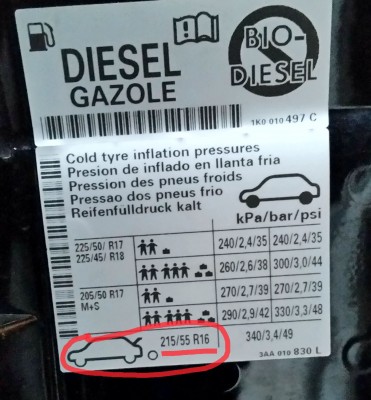 BIO-
DIESEL
DIESEL
GAZOLE
1K0 010 497 C
Cold tyre inflation pressures
Presion de inflado en llanta fria
Pression des pneus froids
Pressao dos pneus frio
Reifenfülldruck kalt
kPa/bar/psi
225/50/ R17
225/45/ R18
240/2,4/35 240/2,4/35
260/2,6/38 300/3,0/44
205/50 R17
M+S
270/2,7/39 270/2,7/39
290/2,9/42 330/3,3/48
215/55 R16
340/3,4/49
3AA 010 830 L